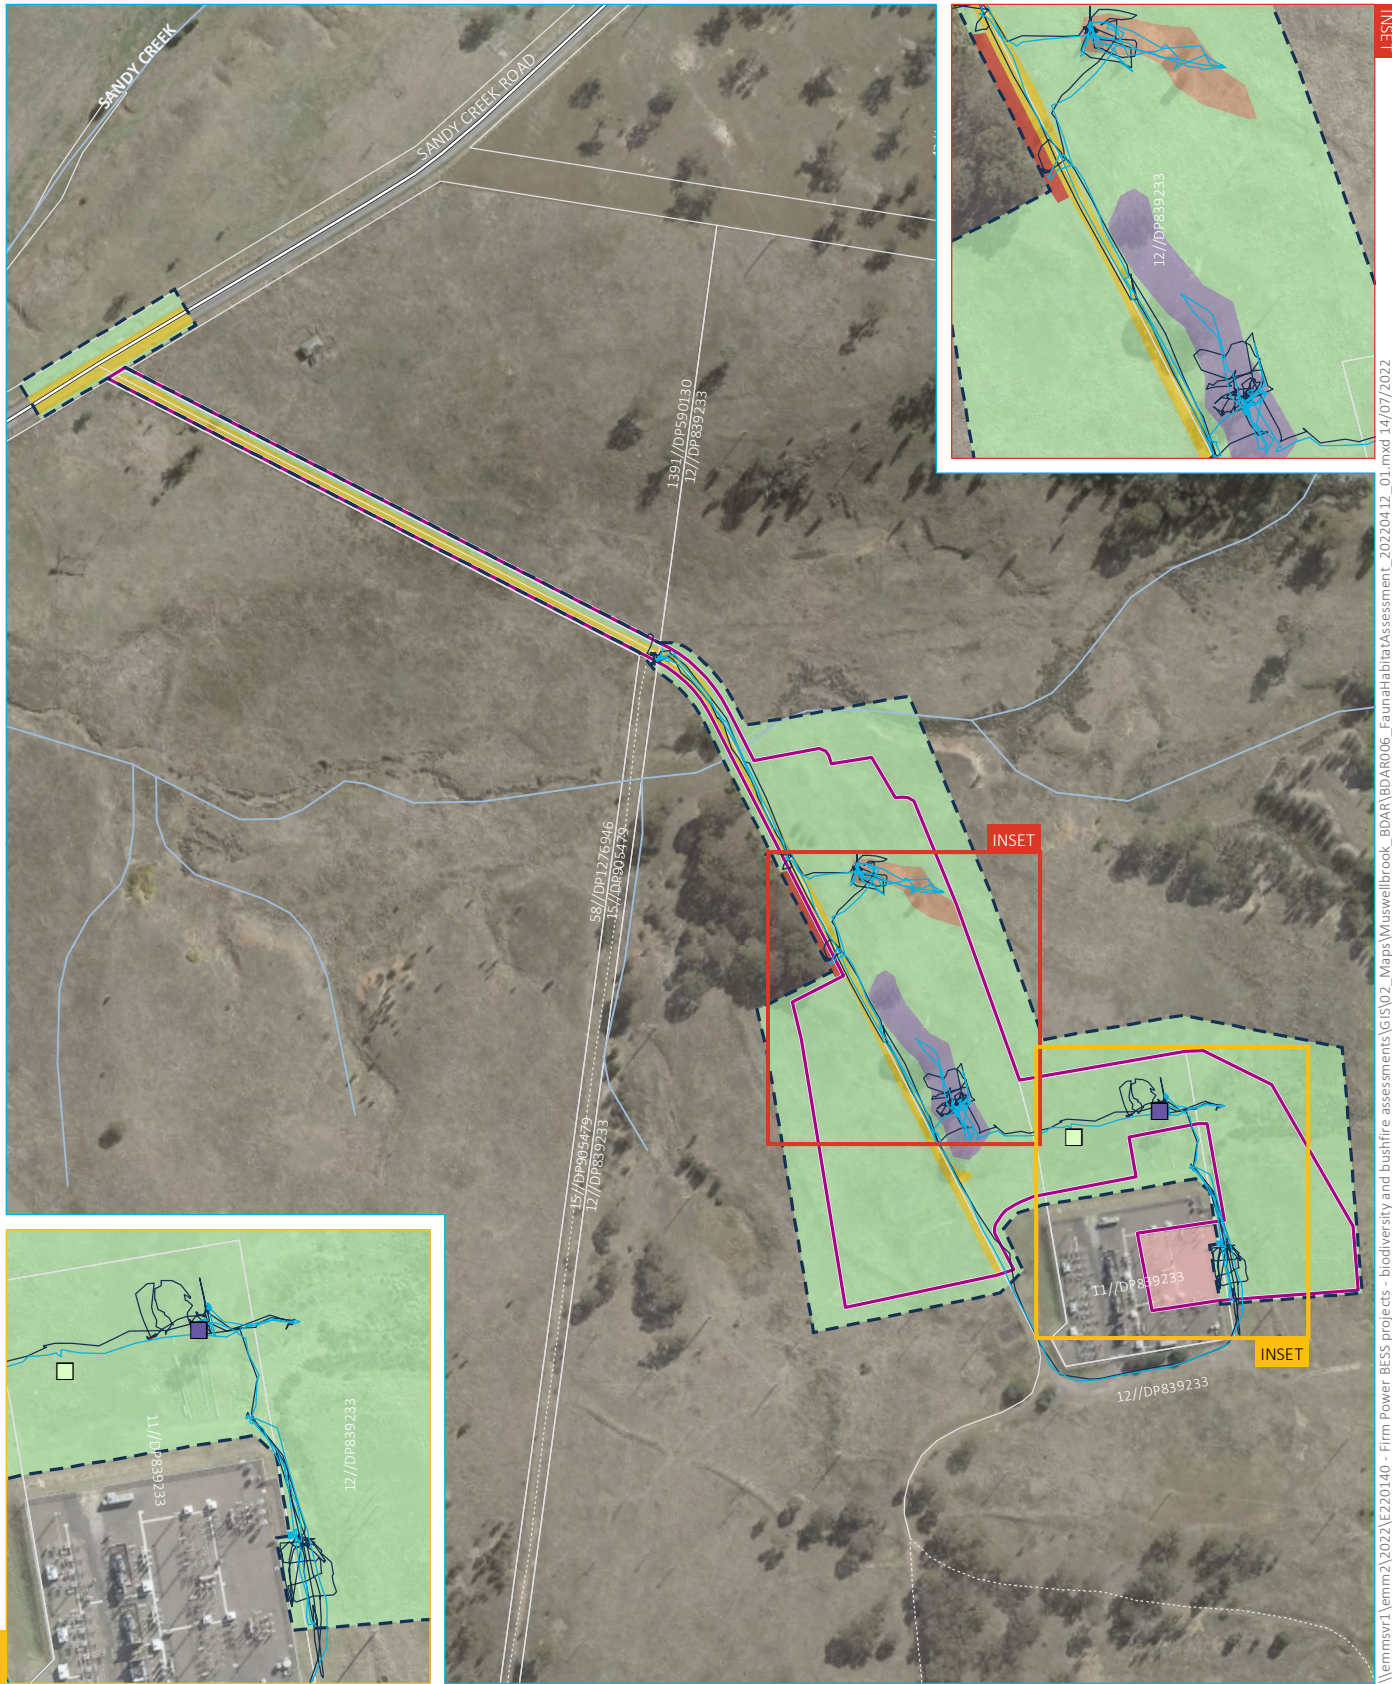 INSET
SANDY CREEK
SANDY CREEK ROAD
12//DP839233
1391//DP590130
12//DP839233
INSET
58//DP1276946
15//DP905479
15//DP905479
12//DP839233
11//DP839233
INSET
12//DP839233
11//DP839233
12//DP839233
\\emmsvr1\emm2\2022\E220140 - Firm Power BESS projects - biodiversity and bushfire assessments\GIS\02_Maps\Muswellbrook_BDAR\BDAR006_FaunaHabitatAssessment_20220412_01.mxd 14/07/2022